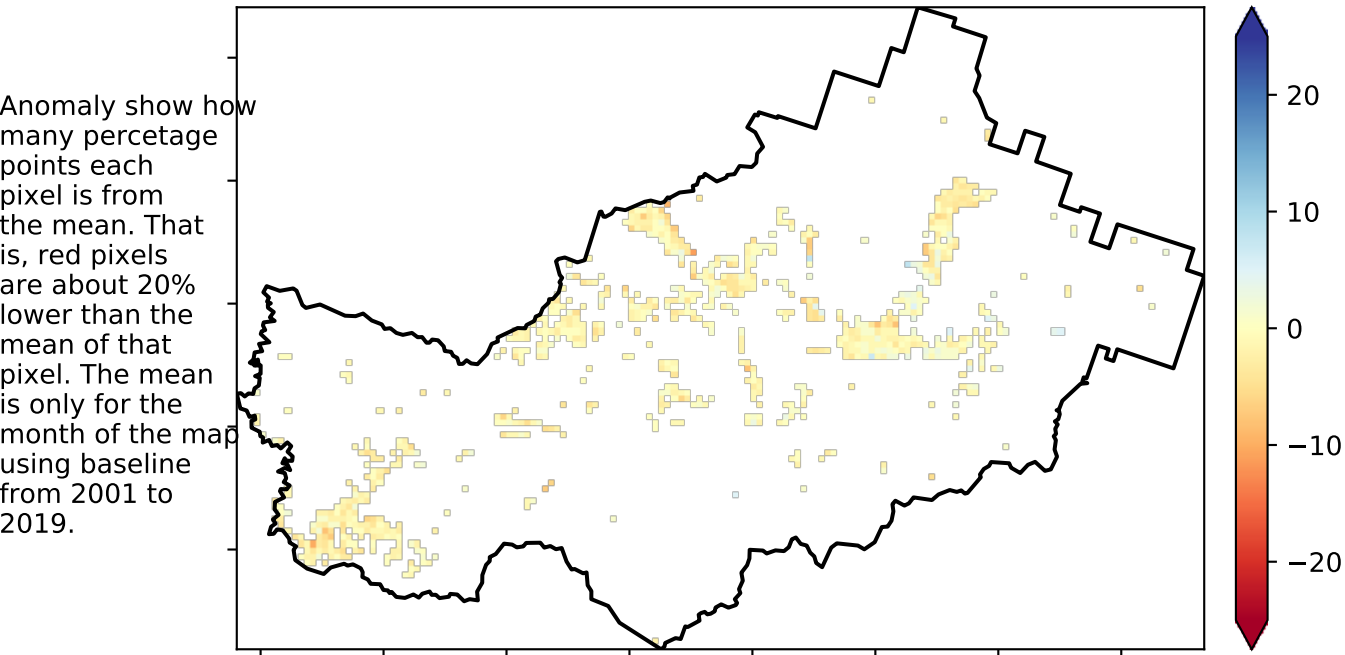 Anomaly show how
many percetage
points each
pixel is from
the mean. That
is, red pixels
are about 20%
lower than the
mean of that
pixel. The mean
is only for the
month of the map
using baseline
from 2001 to
2019.
20
10
0
−10
−20